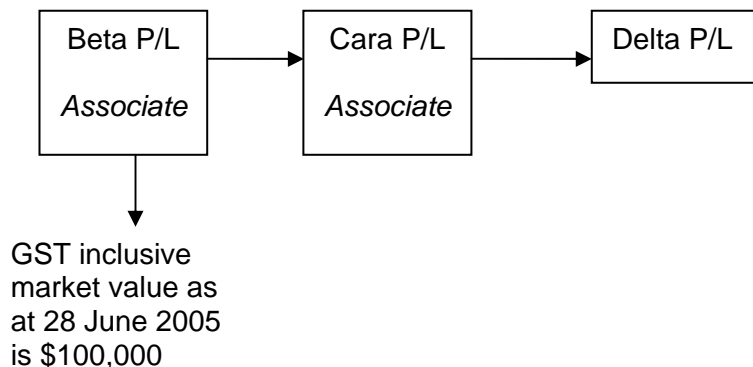 Beta P/L
Associate
Cara P/L
Associate
Delta P/L
GST inclusive
market value as
at 28 June 2005
is $100,000